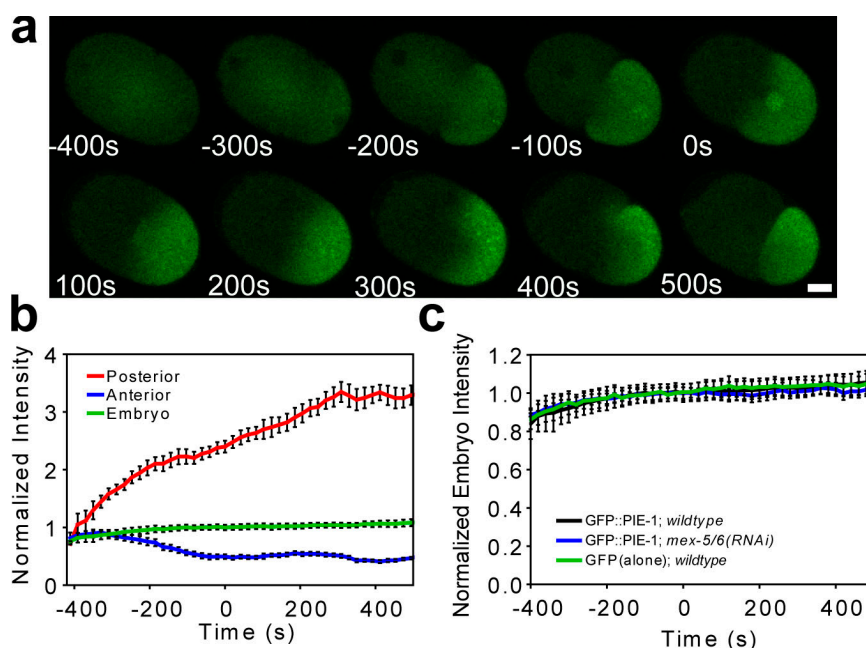 a
-400s -300s -200s -100s 0s
100s 200s 300s 400s 500s
b
Normalized Intensity
4
3
2
1
0
Posterior
Anterior
Embryo
-400 -200 0 200 400
Time (s)
c
Normalized Embryo Intensity
1.2
1.0
0.8
0.6
0.4
0.2
0.0
GFP::PIE-1; wildtype
GFP::PIE-1; mex-5/6(RNAi)
GFP(alone); wildtype
-400 -200 0 200 400
Time (s)